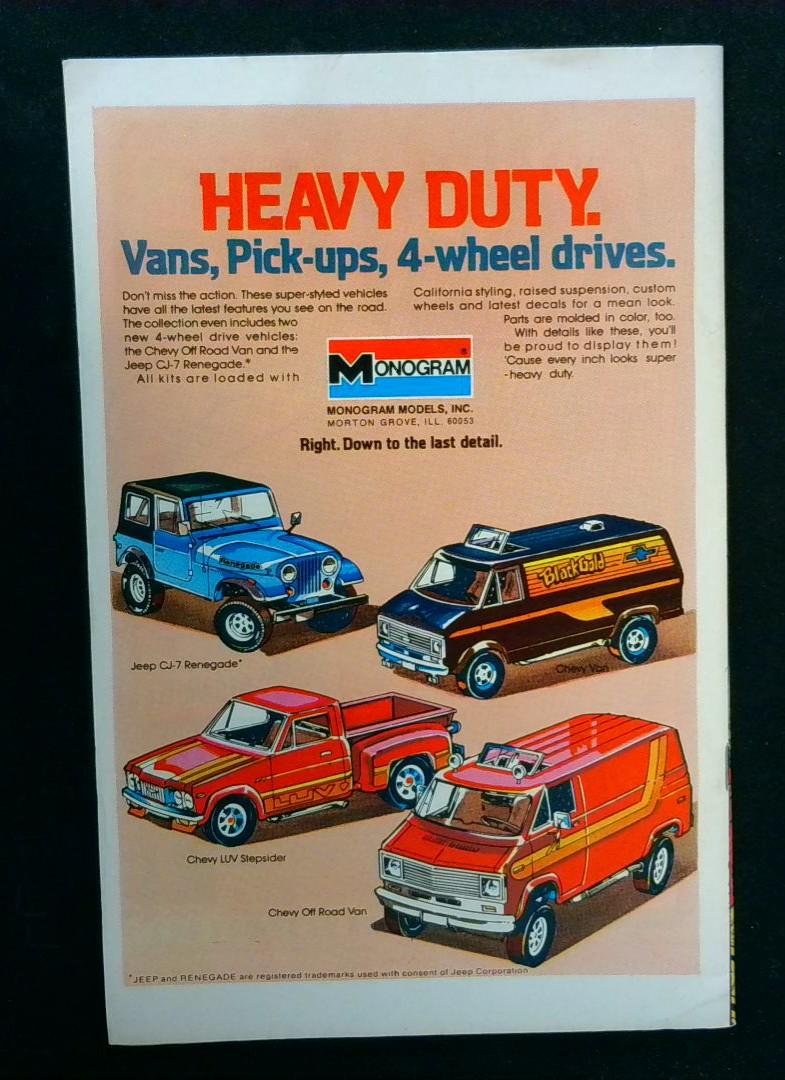 HEAVY DUTY.
Vans, Pick-ups, 4-wheel drives.
Don't miss the action. These super-styled vehicles
have all the latest features you see on the road.
The collection even includes two
new 4-wheel drive vehicles:
the Chevy Off Road Van and the
Jeep CJ-7 Renegade.*
All kits are loaded with
California styling, raised suspension, custom
wheels and latest decals for a mean look.
Parts are molded in color, too.
With details like these, you'll
be proud to display them!
'Cause every inch looks super
-heavy duty.
MONOGRAM®
MONOGRAM MODELS, INC.
MORTON GROVE, ILL. 60053
Right. Down to the last detail.
Renegade
Black Gold
Jeep CJ-7 Renegade*
Chevy Van
LUV
Chevy LUV Stepsider
Chevy Off Road Van
*JEEP and RENEGADE are registered trademarks used with consent of Jeep Corporation